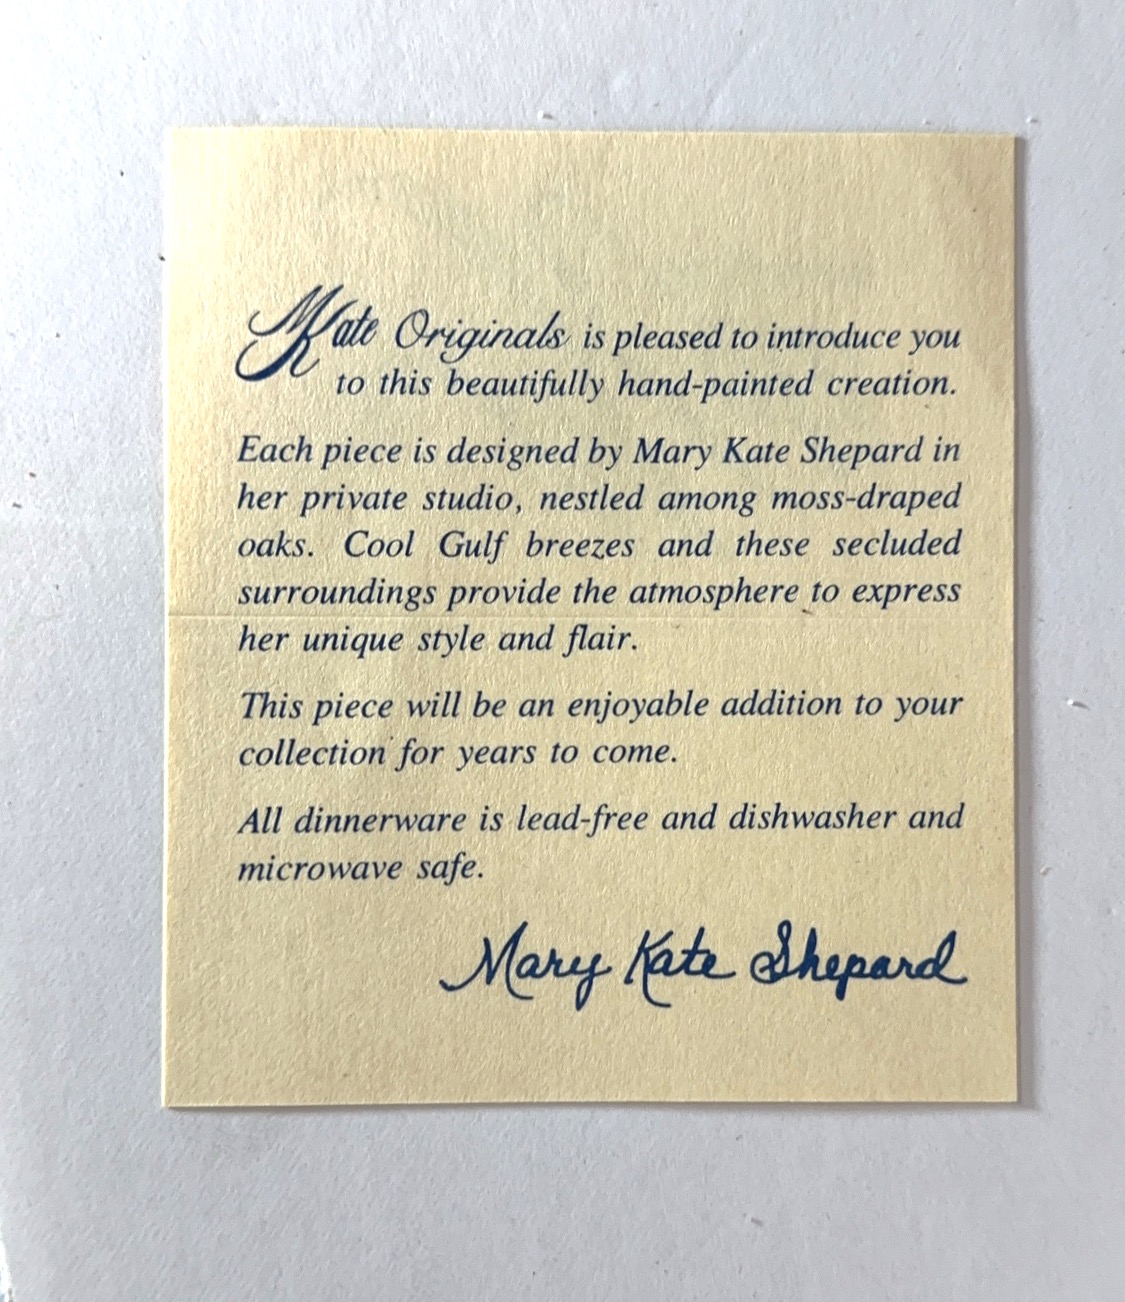 MKate Originals is pleased to introduce you
to this beautifully hand-painted creation.
Each piece is designed by Mary Kate Shepard in
her private studio, nestled among moss-draped
oaks. Cool Gulf breezes and these secluded
surroundings provide the atmosphere to express
her unique style and flair.
This piece will be an enjoyable addition to your
collection for years to come.
All dinnerware is lead-free and dishwasher and
microwave safe.
Mary Kate Shepard